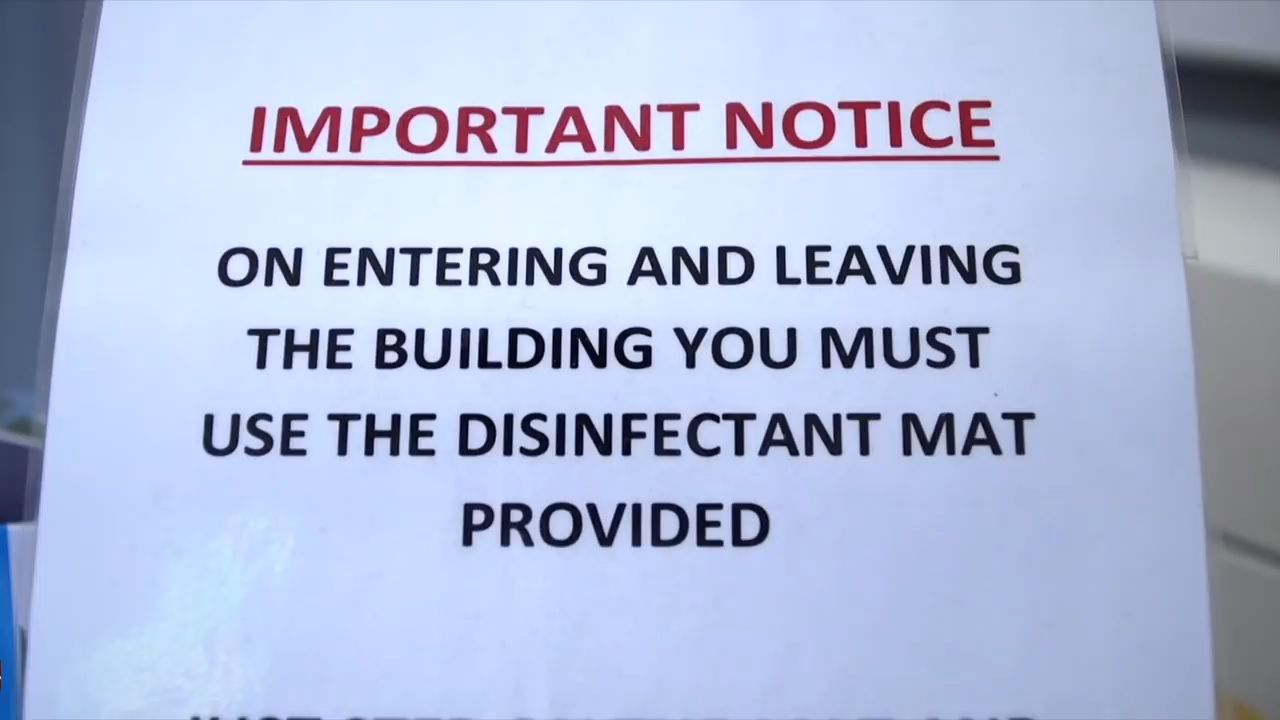 IMPORTANT NOTICE
ON ENTERING AND LEAVING
THE BUILDING YOU MUST
USE THE DISINFECTANT MAT
PROVIDED